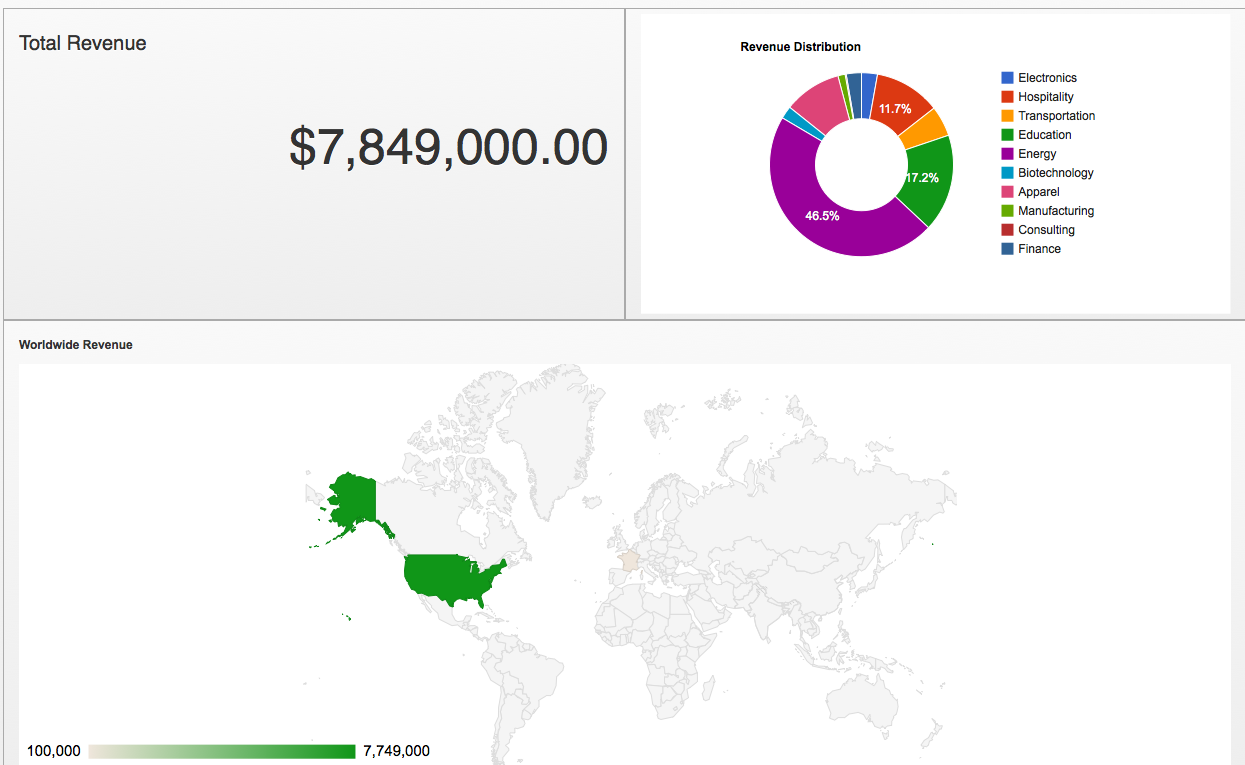 Total Revenue
$7,849,000.00
Revenue Distribution
11.7%
17.2%
46.5%
Electronics
Hospitality
Transportation
Education
Energy
Biotechnology
Apparel
Manufacturing
Consulting
Finance
Worldwide Revenue
100,000 7,749,000